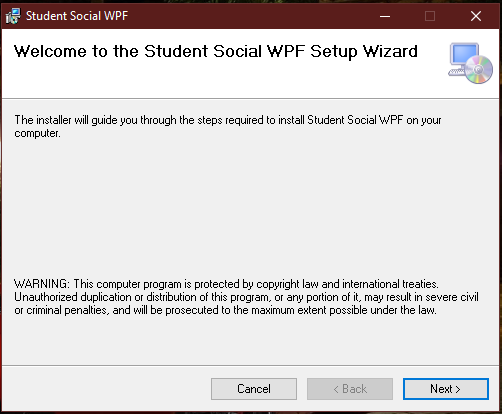 Student Social WPF
Welcome to the Student Social WPF Setup Wizard
The installer will guide you through the steps required to install Student Social WPF on your
computer.
WARNING: This computer program is protected by copyright law and international treaties.
Unauthorized duplication or distribution of this program, or any portion of it, may result in severe civil
or criminal penalties, and will be prosecuted to the maximum extent possible under the law.
Cancel < Back Next >